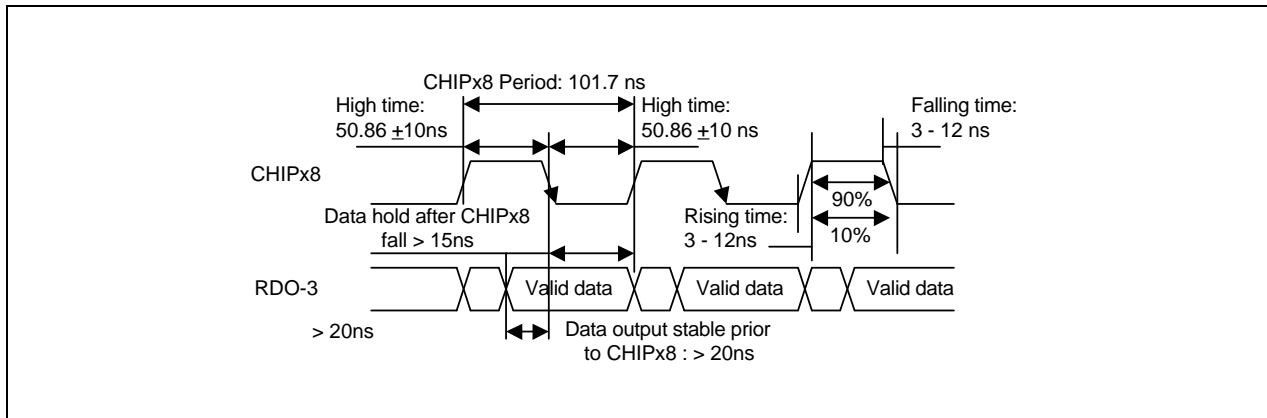 CHIPx8 Period: 101.7 ns
High time:
50.86 ±10ns
High time:
50.86 ±10 ns
Falling time:
3 - 12 ns
CHIPx8
90%
10%
Data hold after CHIPx8
fall > 15ns
Rising time:
3 - 12ns
RDO-3
Valid data
Valid data
Valid data
> 20ns
Data output stable prior
to CHIPx8 : > 20ns